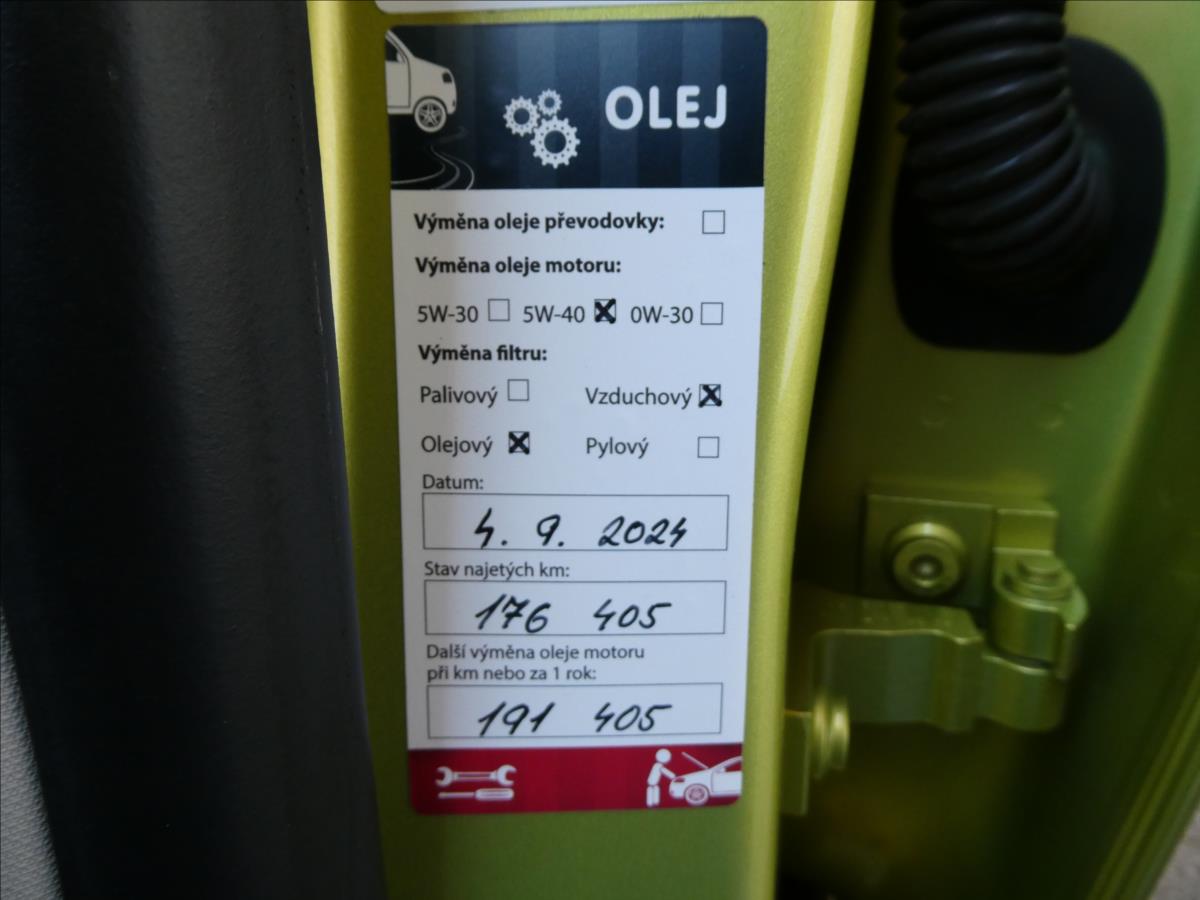 OLEJ
Výměna oleje převodovky:
Výměna oleje motoru:
5W-30 5W-40 0W-30
Výměna filtru:
Palivový Vzduchový
Olejový Pylový
Datum:
4. 9. 2024
Stav najetých km:
176 405
Další výměna oleje motoru
při km nebo za 1 rok:
191 405